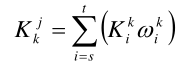 $K_k^{\,j} = \sum_{i=s}^{t} \left( K_i^k \omega_i^k \right)$